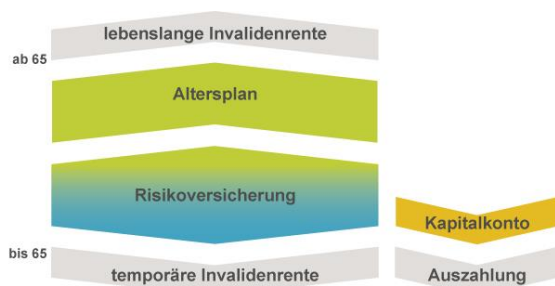 lebenslange Invalidenrente
ab 65
Altersplan
Risikoversicherung
Kapitalkonto
bis 65
temporäre Invalidenrente
Auszahlung